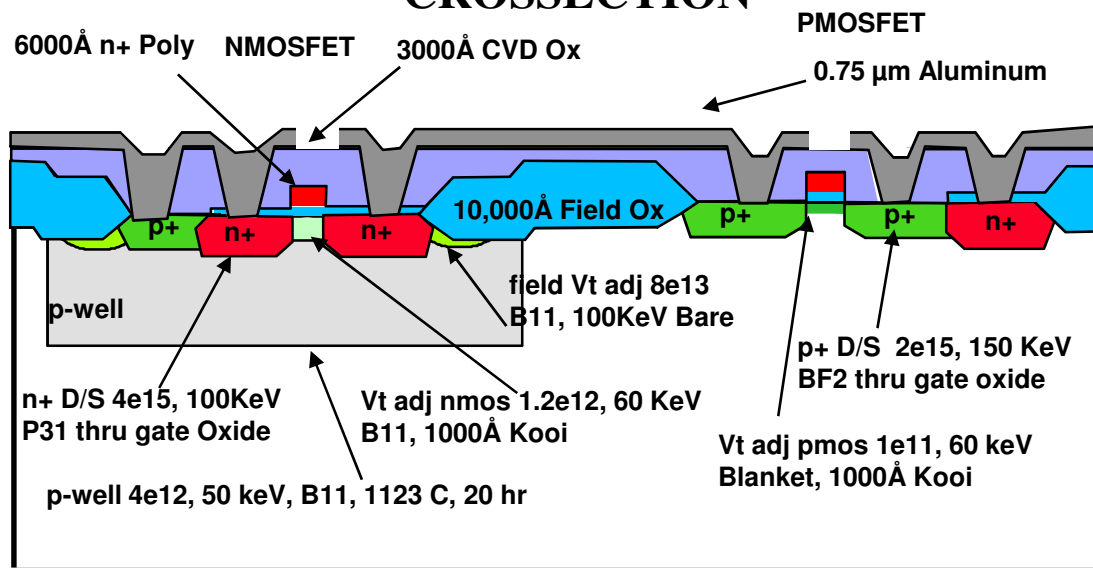 CROSSECTION
PMOSFET
6000Å n+ Poly
NMOSFET
3000Å CVD Ox
0.75 µm Aluminum
10,000Å Field Ox
p+
n+
n+
p+
p+
n+
p-well
field Vt adj 8e13
B11, 100KeV Bare
p+ D/S 2e15, 150 KeV
BF2 thru gate oxide
n+ D/S 4e15, 100KeV
P31 thru gate Oxide
Vt adj nmos 1.2e12, 60 KeV
B11, 1000Å Kooi
Vt adj pmos 1e11, 60 keV
Blanket, 1000Å Kooi
p-well 4e12, 50 keV, B11, 1123 C, 20 hr